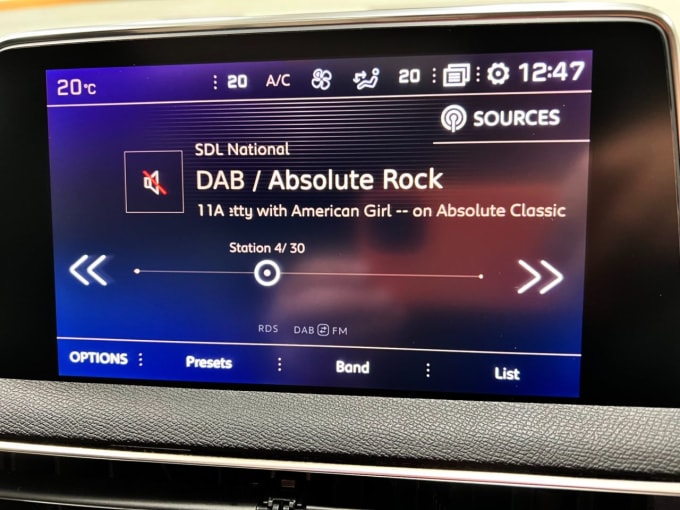 20°C 20 A/C 20 12:47
SOURCES
SDL National
DAB / Absolute Rock
11A etty with American Girl -- on Absolute Classic
Station 4/ 30
RDS DAB FM
OPTIONS Presets Band List